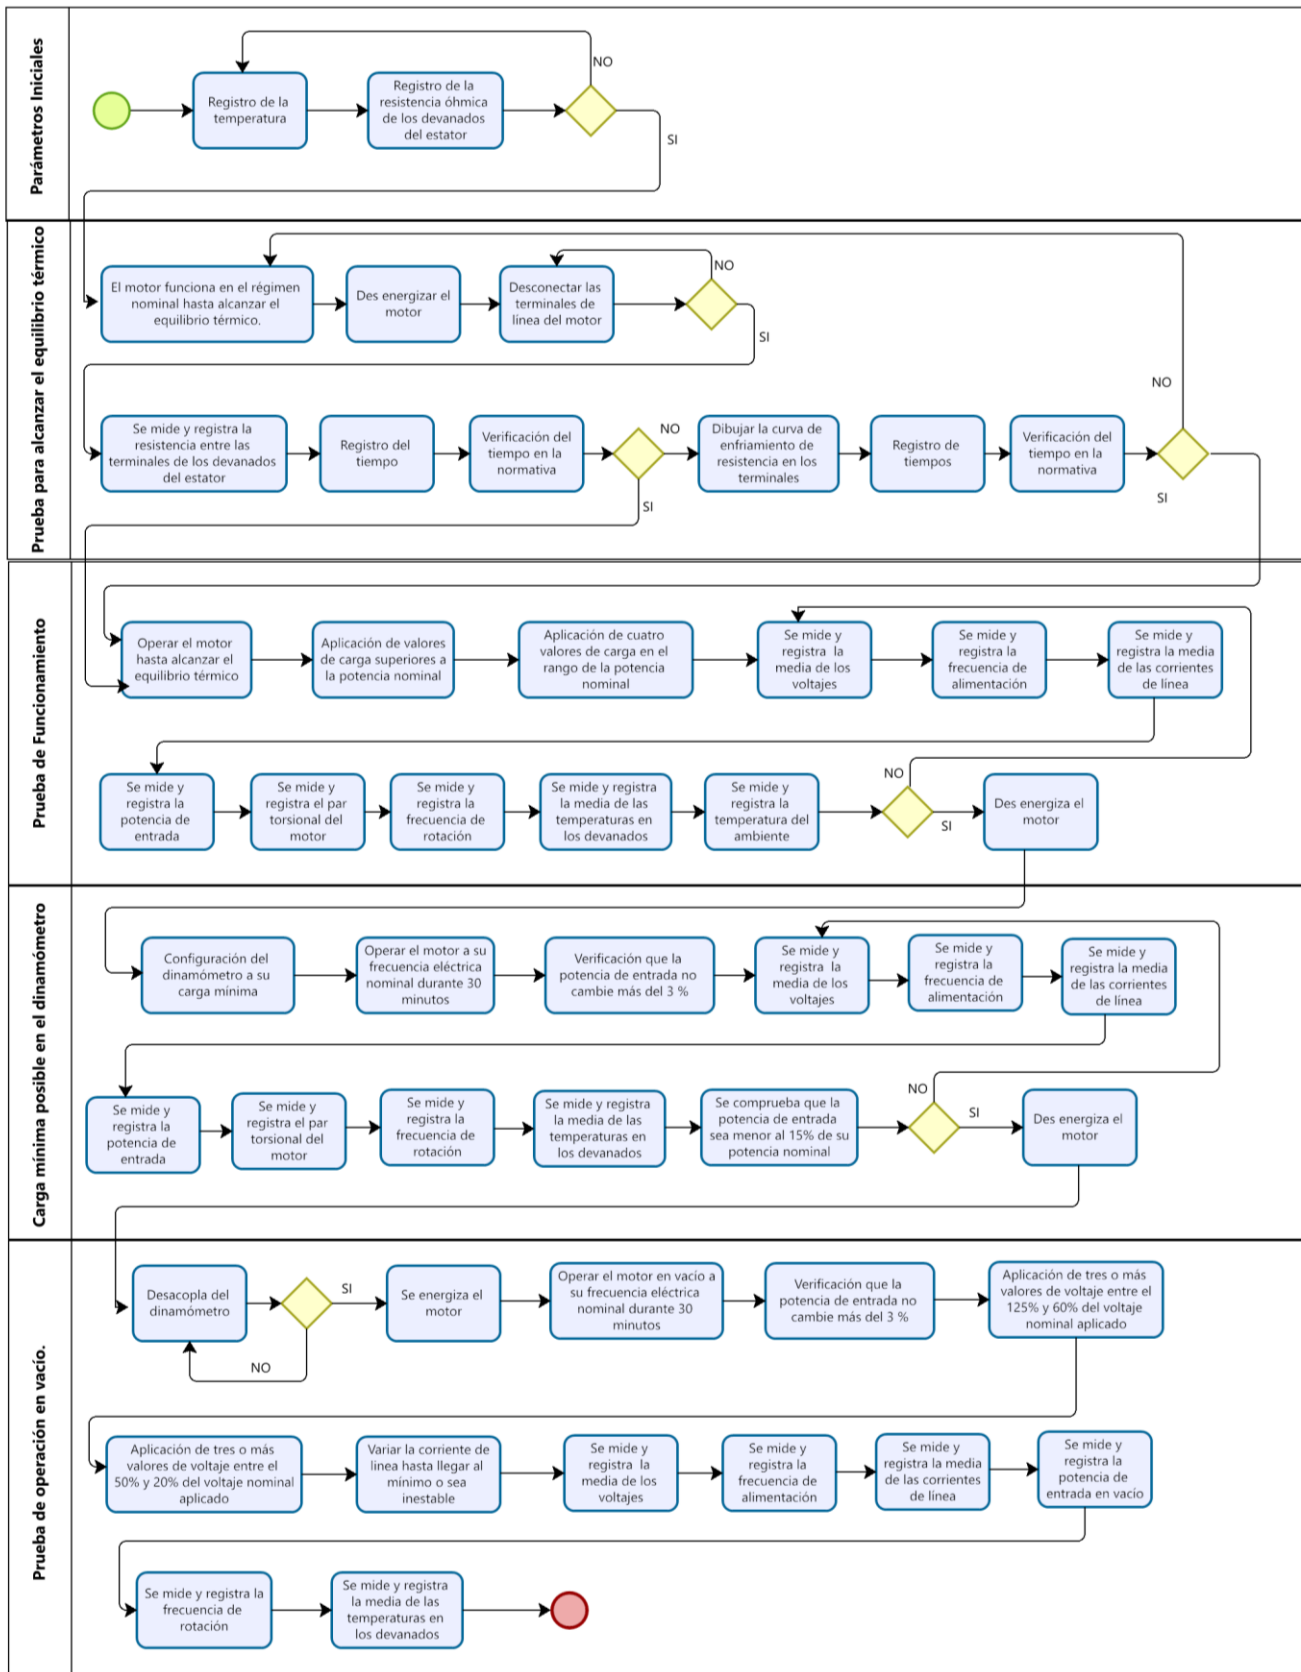 Parámetros Iniciales
NO
Registro de la
temperatura
Registro de la
resistencia óhmica
de los devanados
del estator
SI
Prueba para alcanzar el equilibrio térmico
El motor funciona en el régimen
nominal hasta alcanzar el
equilibrio térmico.
Des energizar el
motor
Desconectar las
terminales de
línea del motor
NO
SI
NO
Se mide y registra la
resistencia entre las
terminales de los devanados
del estator
Registro del
tiempo
Verificación del
tiempo en la
normativa
NO
SI
Dibujar la curva de
enfriamiento de
resistencia en los
terminales
Registro de
tiempos
Verificación del
tiempo en la
normativa
SI
Prueba de Funcionamiento
Operar el motor
hasta alcanzar el
equilibrio térmico
Aplicación de valores
de carga superiores a
la potencia nominal
Aplicación de cuatro
valores de carga en el
rango de la potencia
nominal
Se mide y
registra la
media de los
voltajes
Se mide y
registra la
frecuencia de
alimentación
Se mide y
registra la media
de las corrientes
de línea
Se mide y
registra la
potencia de
entrada
Se mide y
registra el par
torsional del
motor
Se mide y
registra la
frecuencia de
rotación
Se mide y registra
la media de las
temperaturas en
los devanados
Se mide y
registra la
temperatura del
ambiente
NO
SI
Des energiza el
motor
Carga mínima posible en el dinamómetro
Configuración del
dinamómetro a su
carga mínima
Operar el motor a su
frecuencia eléctrica
nominal durante 30
minutos
Verificación que la
potencia de entrada no
cambie más del 3 %
Se mide y
registra la
media de los
voltajes
Se mide y
registra la
frecuencia de
alimentación
Se mide y
registra la media
de las corrientes
de línea
Se mide y
registra la
potencia de
entrada
Se mide y
registra el par
torsional del
motor
Se mide y
registra la
frecuencia de
rotación
Se mide y registra
la media de las
temperaturas en
los devanados
Se comprueba que la
potencia de entrada
sea menor al 15% de su
potencia nominal
NO
SI
Des energiza el
motor
Prueba de operación en vacío.
Desacopla del
dinamómetro
SI
NO
Se energiza el
motor
Operar el motor en vacío a
su frecuencia eléctrica
nominal durante 30
minutos
Verificación que la
potencia de entrada no
cambie más del 3 %
Aplicación de tres o más
valores de voltaje entre el
125% y 60% del voltaje
nominal aplicado
Aplicación de tres o más
valores de voltaje entre el
50% y 20% del voltaje nominal
aplicado
Variar la corriente de
linea hasta llegar al
mínimo o sea
inestable
Se mide y
registra la
media de los
voltajes
Se mide y
registra la
frecuencia de
alimentación
Se mide y
registra la media
de las corrientes
de línea
Se mide y
registra la
potencia de
entrada en vacío
Se mide y registra la
frecuencia de
rotación
Se mide y registra
la media de las
temperaturas en
los devanados